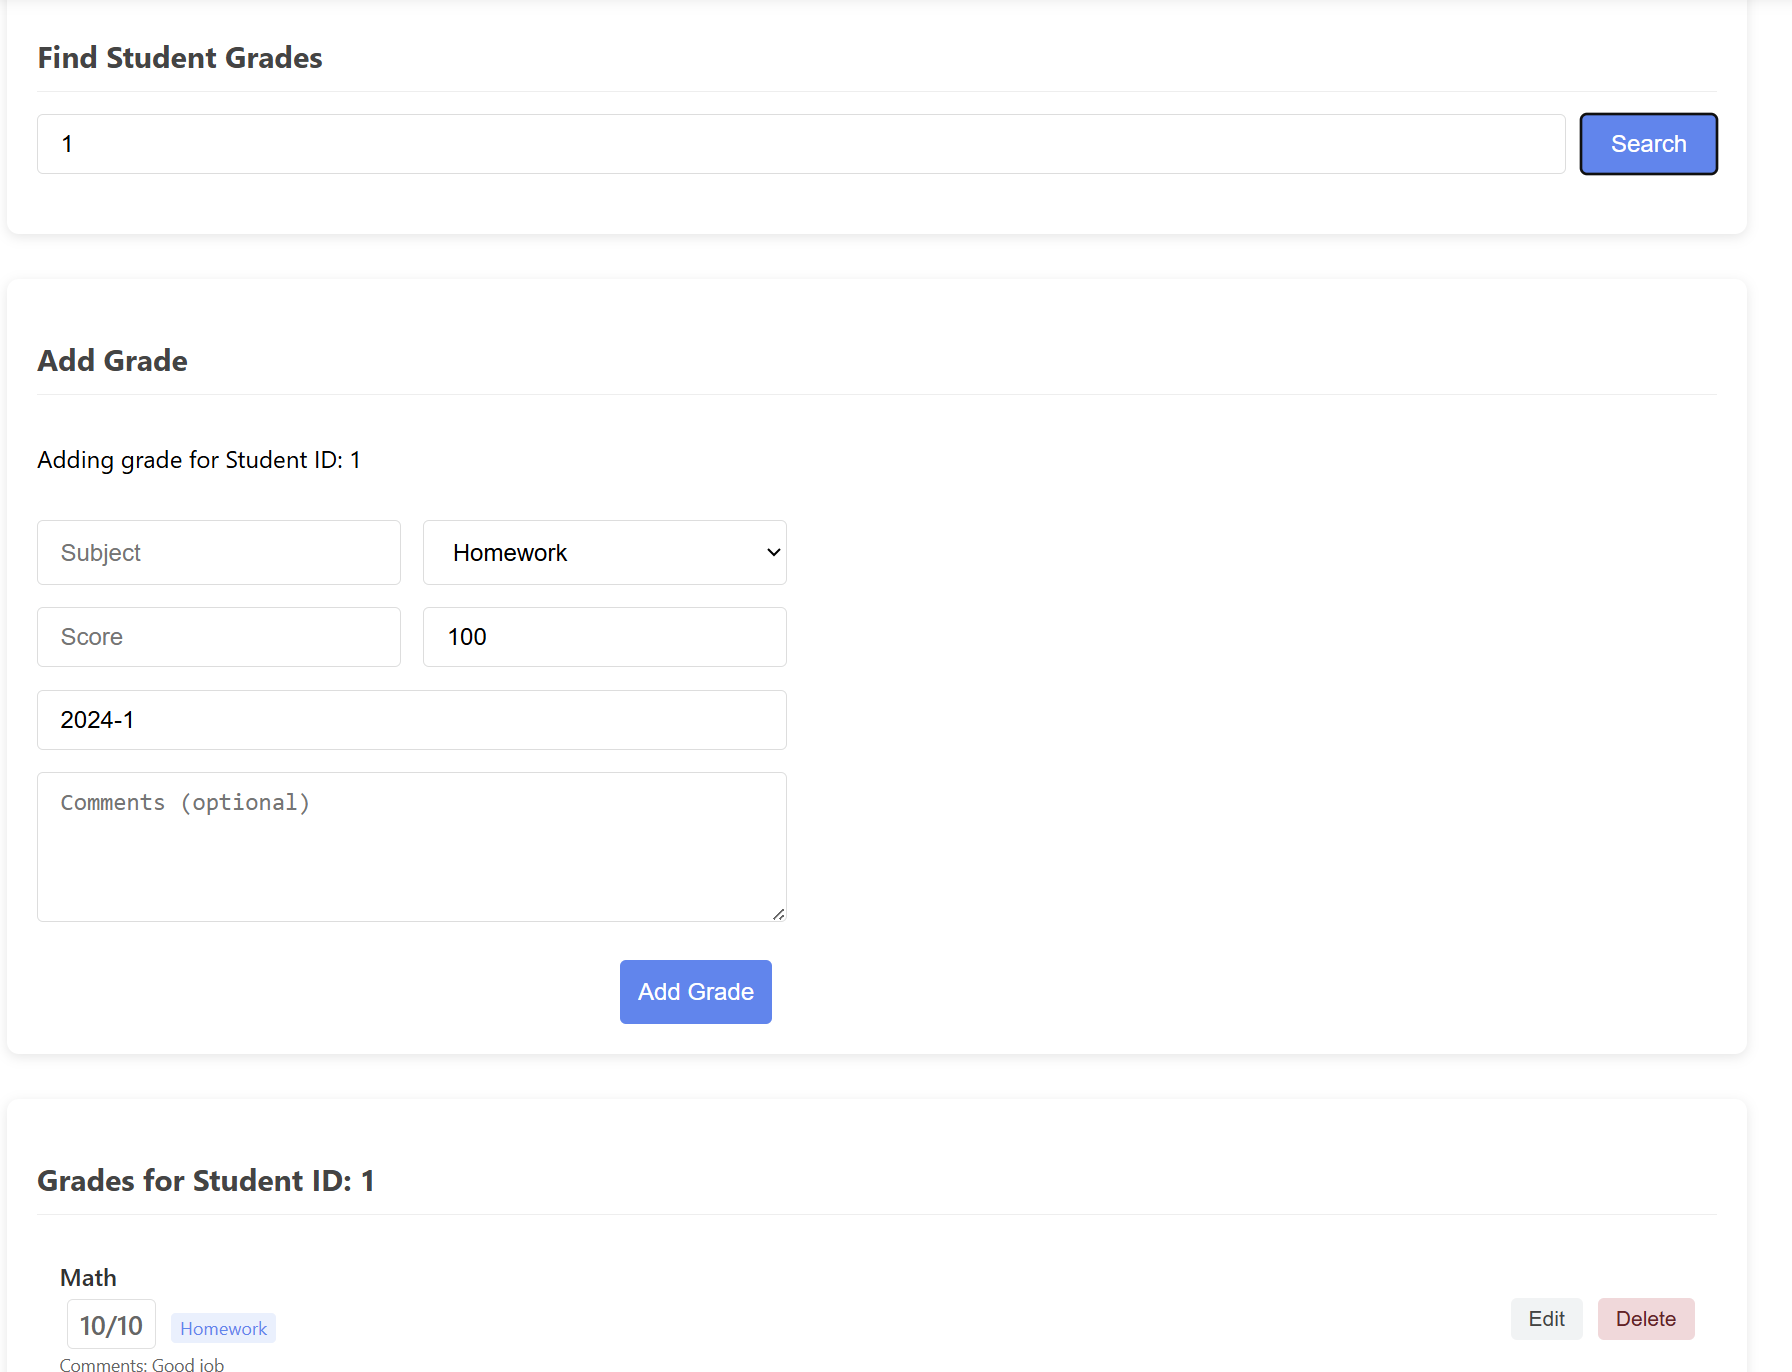 Find Student Grades
1
Search
Add Grade
Adding grade for Student ID: 1
Subject
Homework
Score
100
2024-1
Comments (optional)
Add Grade
Grades for Student ID: 1
Math
10/10
Homework
Edit
Delete
Comments: Good job